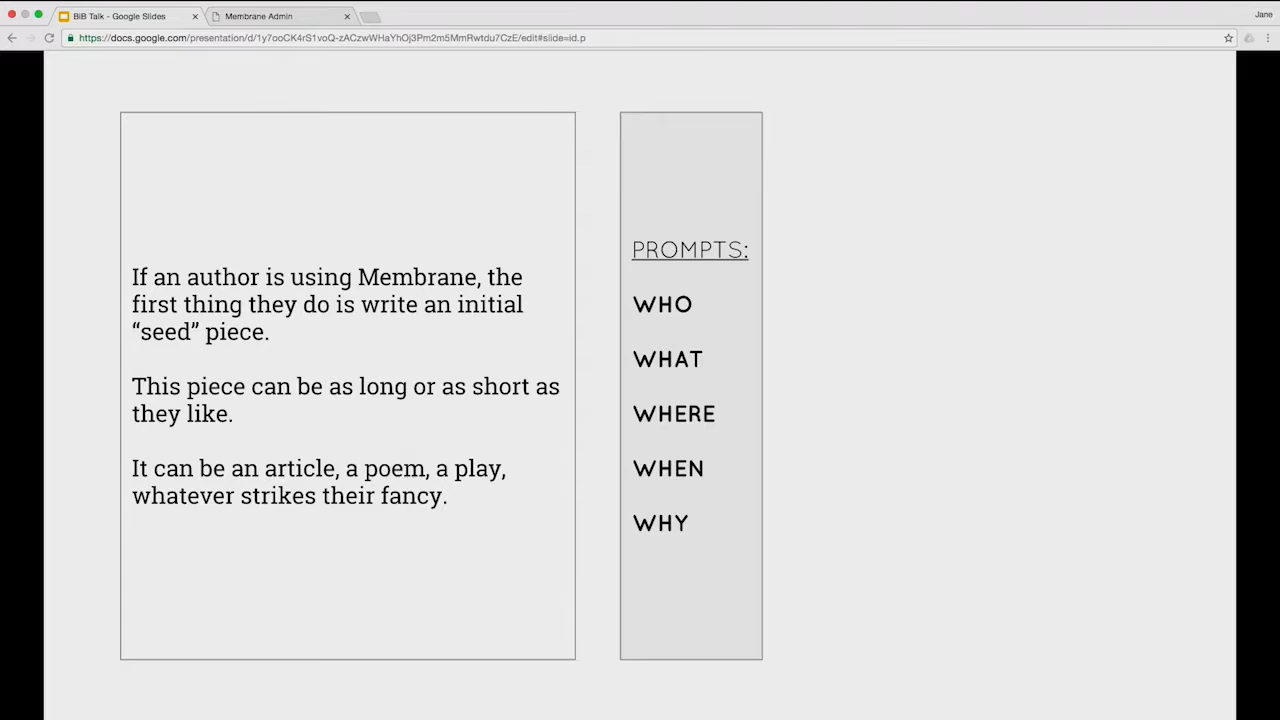 BiB Talk - Google Slides
Membrane Admin
Jane
https://docs.google.com/presentation/d/1y7ooCK4rS1voQ-zACzwWHaYhOj3Pm2m5MmRwtdu7CzE/edit#slide=id.p
If an author is using Membrane, the
first thing they do is write an initial
“seed” piece.
This piece can be as long or as short as
they like.
It can be an article, a poem, a play,
whatever strikes their fancy.
PROMPTS:
WHO
WHAT
WHERE
WHEN
WHY